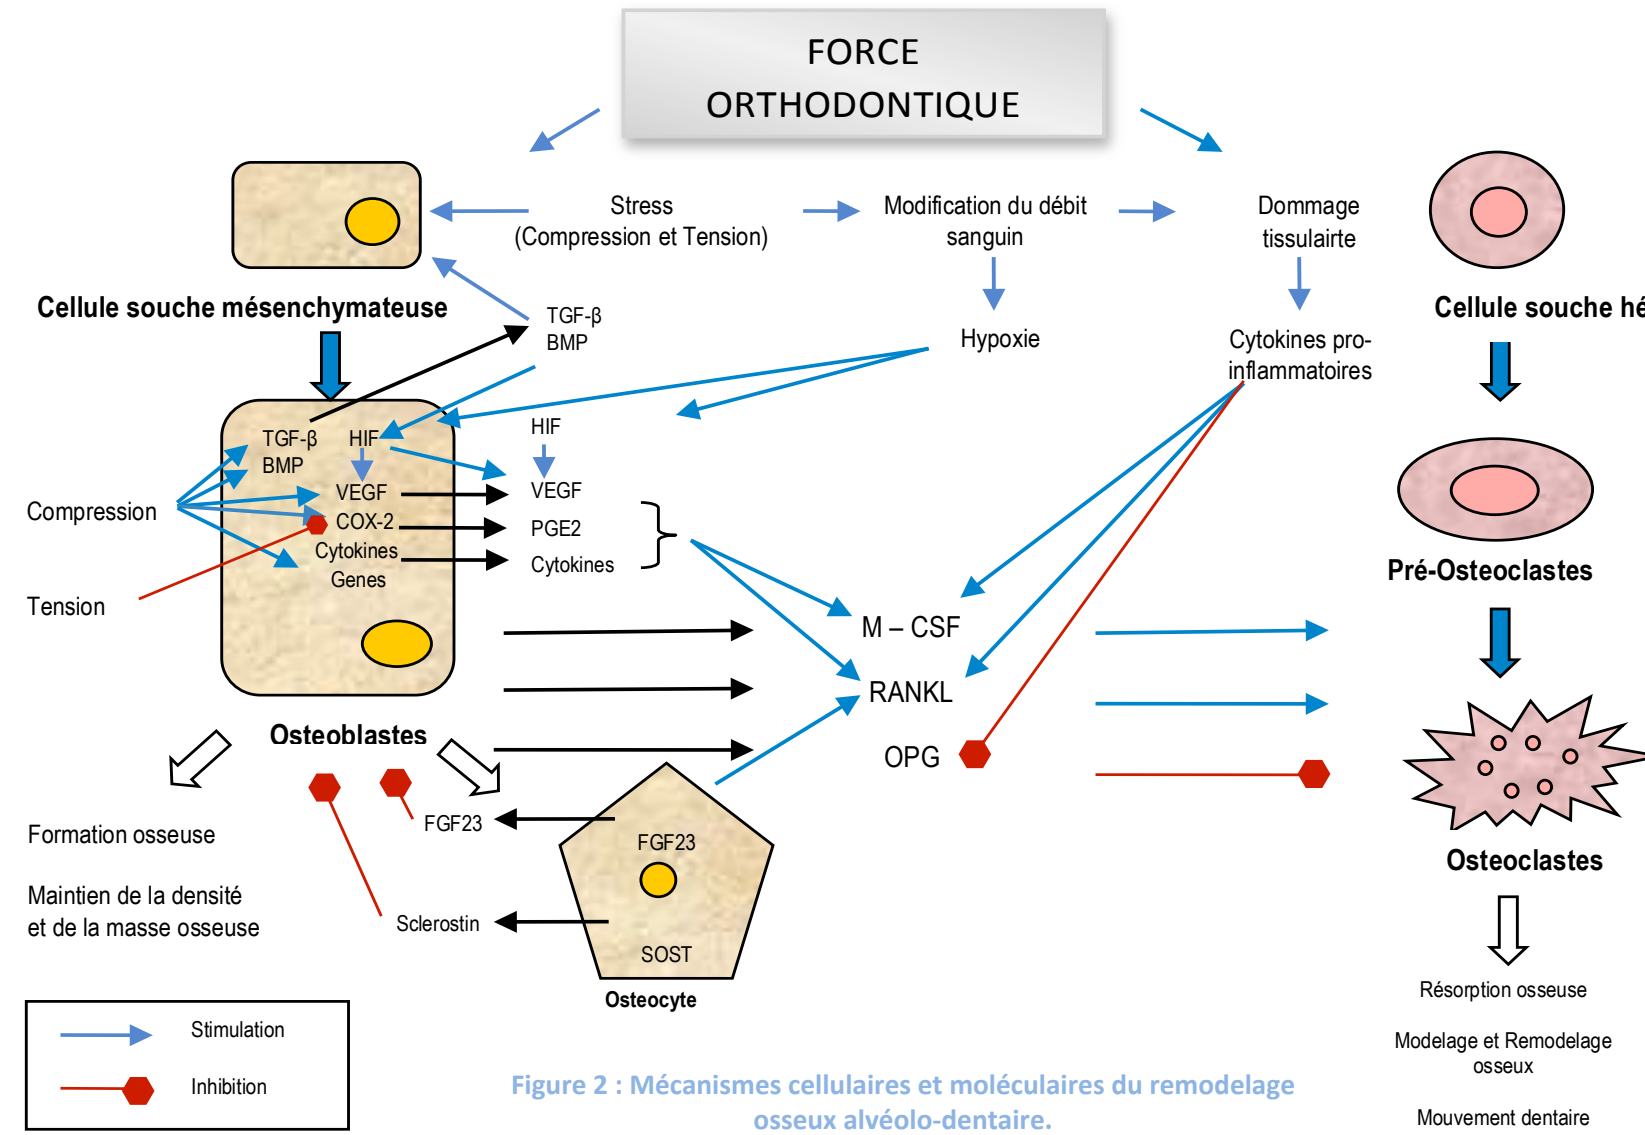 FORCE
ORTHODONTIQUE
Stress
(Compression et Tension)
Modification du débit
sanguin
Dommage
tissulairte
Cellule souche mésenchymateuse
TGF-β
BMP
Hypoxie
Cytokines pro-
inflammatoires
Cellule souche hé
TGF-β
BMP
HIF
VEGF
COX-2
Cytokines
Genes
HIF
VEGF
PGE2
Cytokines
Compression
Tension
Pré-Osteoclastes
M – CSF
RANKL
OPG
Osteoblastes
FGF23
Sclerostin
FGF23
SOST
Osteocyte
Formation osseuse
Maintien de la densité
et de la masse osseuse
Osteoclastes
Résorption osseuse
Modelage et Remodelage
osseux
Mouvement dentaire
Stimulation
Inhibition
Figure 2 : Mécanismes cellulaires et moléculaires du remodelage
osseux alvéolo-dentaire.